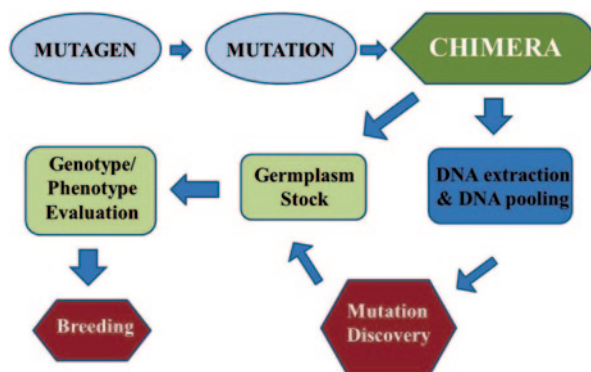 MUTAGEN
MUTATION
CHIMERA
Genotype/
Phenotype
Evaluation
Germplasm
Stock
DNA extraction
& DNA pooling
Breeding
Mutation
Discovery